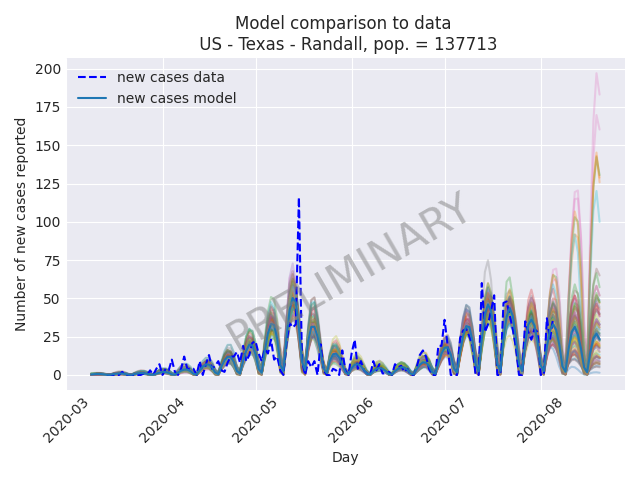 Model comparison to data
US - Texas - Randall, pop. = 137713
new cases data
new cases model
PRELIMINARY
Number of new cases reported
200
175
150
125
100
75
50
25
0
2020-03
2020-04
2020-05
2020-06
2020-07
2020-08
Day